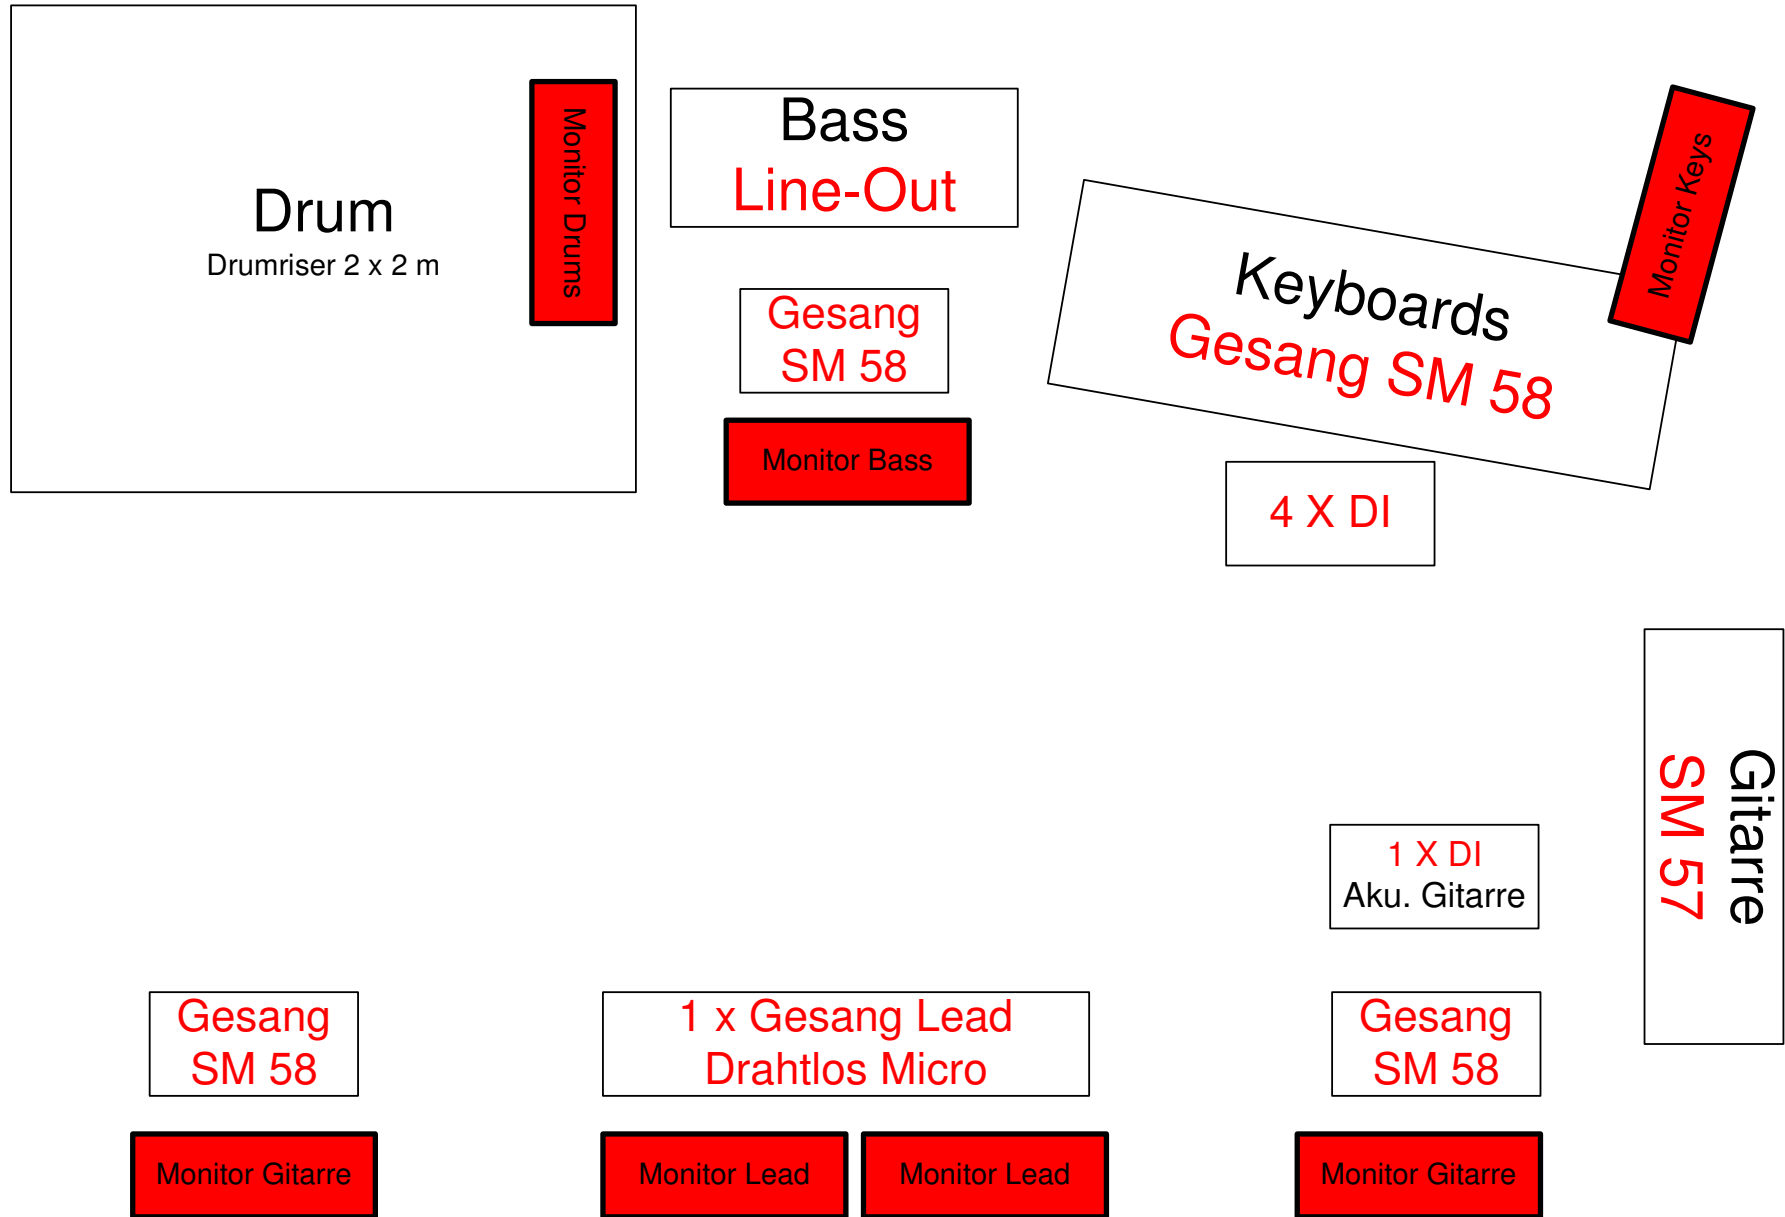 Drum
Drumriser 2 x 2 m
Monitor Drums
Bass
Line-Out
Gesang
SM 58
Monitor Bass
Keyboards
Gesang SM 58
Monitor Keys
4 X DI
Gitarre
SM 57
1 X DI
Aku. Gitarre
Gesang
SM 58
1 x Gesang Lead
Drahtlos Micro
Gesang
SM 58
Monitor Gitarre
Monitor Lead
Monitor Lead
Monitor Gitarre